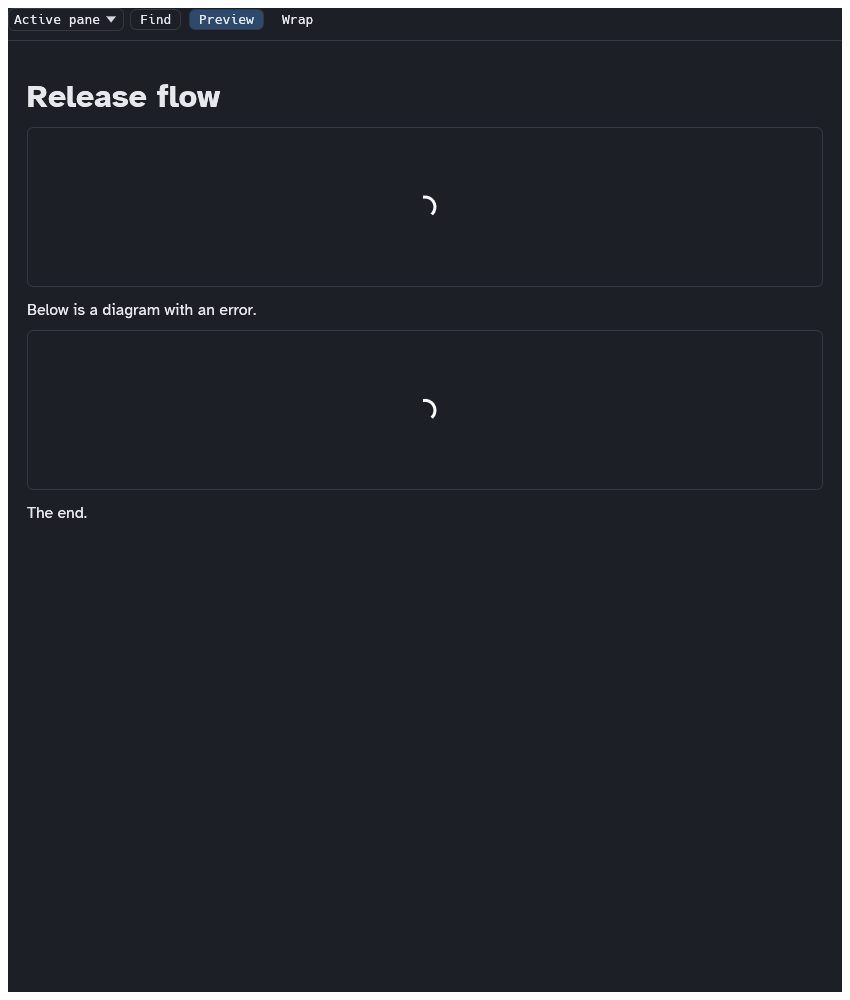 Active pane Find Preview Wrap
Release flow
Below is a diagram with an error.
The end.